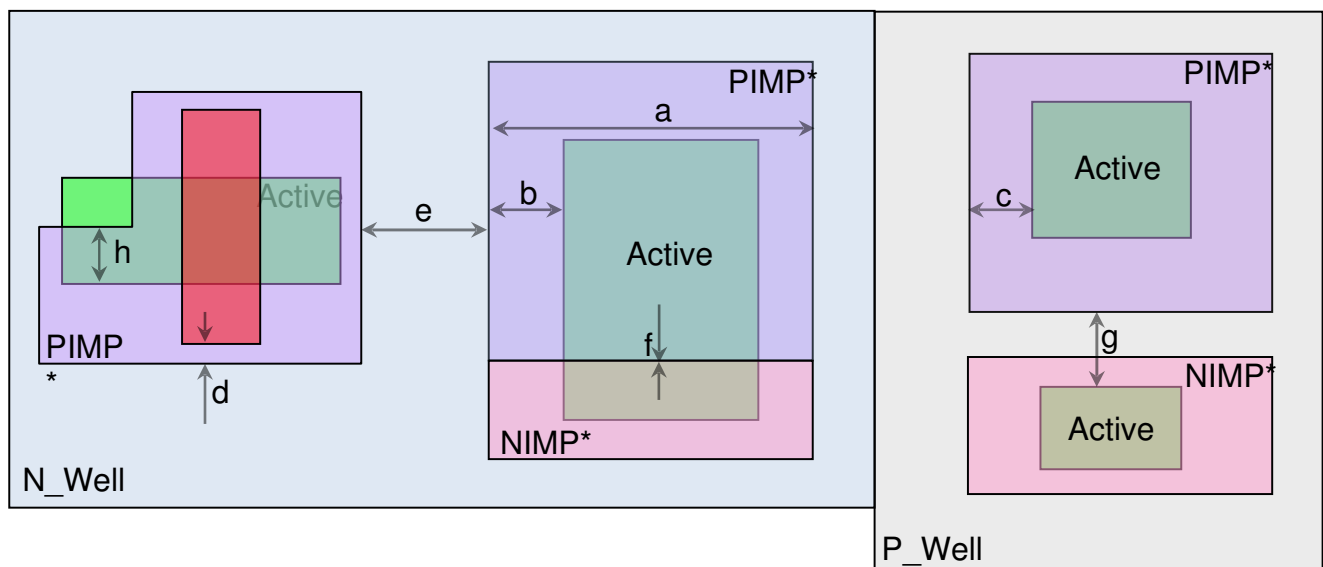 PIMP*
a
b
Active
e
h
Active
f
PIMP
*
d
NIMP*
N_Well
PIMP*
Active
c
g
NIMP*
Active
P_Well